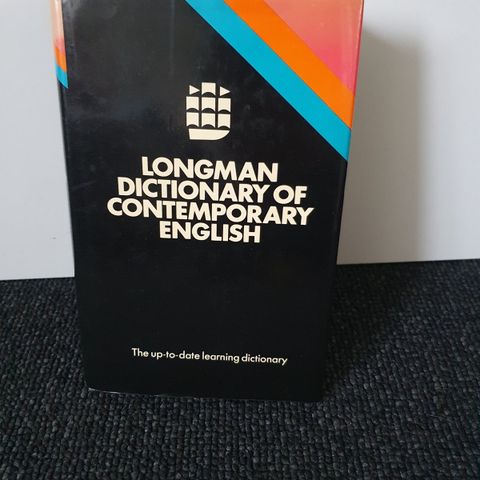 LONGMAN
DICTIONARY OF
CONTEMPORARY
ENGLISH
The up-to-date learning dictionary